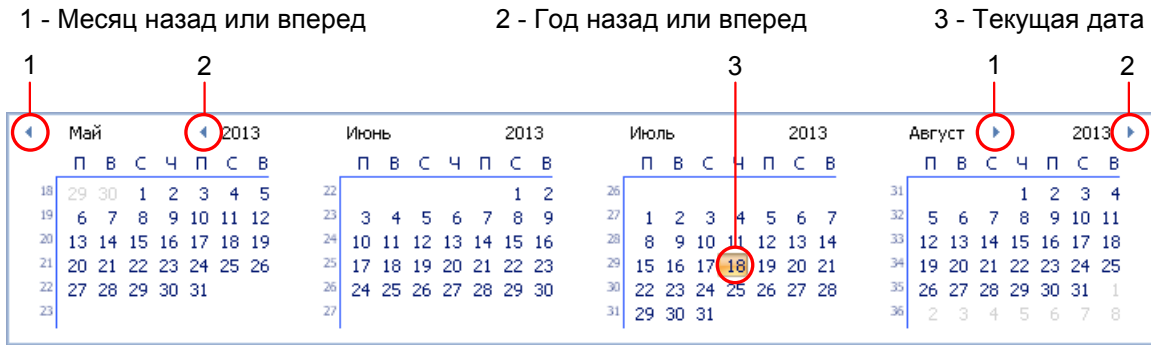 1 - Месяц назад или вперед 2 - Год назад или вперед 3 - Текущая дата
1 2 3 1 2
Май 2013 Июнь 2013 Июль 2013 Август 2013
П В С Ч П С В П В С Ч П С В П В С Ч П С В П В С Ч П С В
18 29 30 1 2 3 4 5 22 1 2 26 31 1 2 3 4
19 6 7 8 9 10 11 12 23 3 4 5 6 7 8 9 27 1 2 3 4 5 6 7 32 5 6 7 8 9 10 11
20 13 14 15 16 17 18 19 24 10 11 12 13 14 15 16 28 8 9 10 11 12 13 14 33 12 13 14 15 16 17 18
21 20 21 22 23 24 25 26 25 17 18 19 20 21 22 23 29 15 16 17 18 19 20 21 34 19 20 21 22 23 24 25
22 27 28 29 30 31 26 24 25 26 27 28 29 30 30 22 23 24 25 26 27 28 35 26 27 28 29 30 31 1
23 27 31 29 30 31 36 2 3 4 5 6 7 8